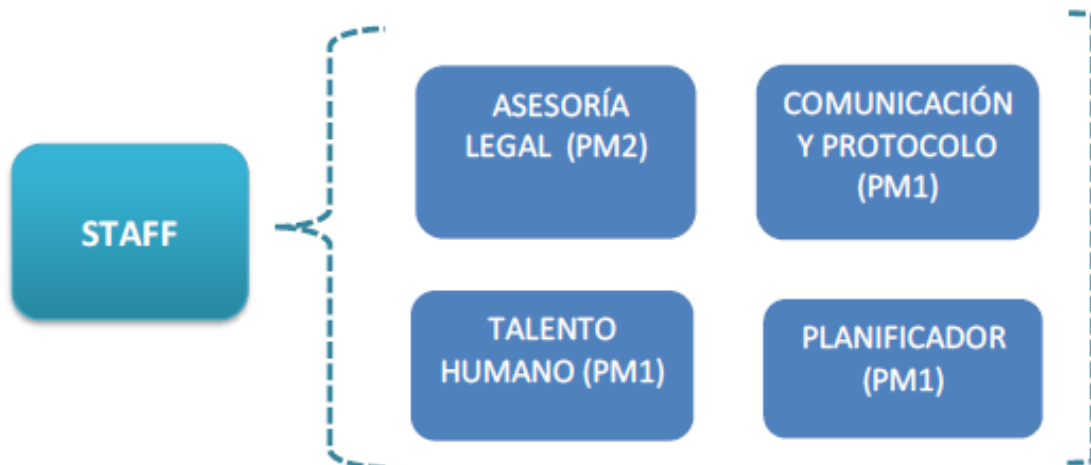 STAFF
ASESORÍA
LEGAL (PM2)
COMUNICACIÓN
Y PROTOCOLO
(PM1)
TALENTO
HUMANO (PM1)
PLANIFICADOR
(PM1)